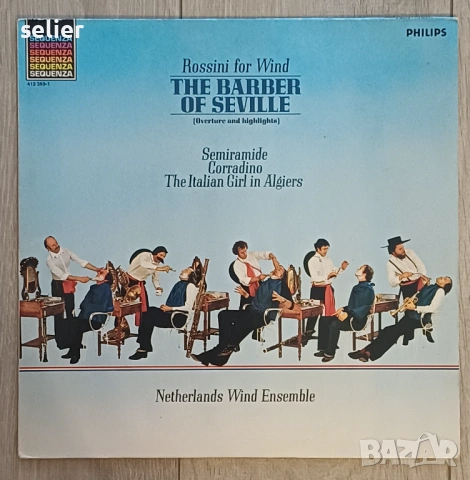 selier
SEQUENZA
SEQUENZA
SEQUENZA
SEQUENZA
SEQUENZA
PHILIPS
Rossini for Wind
THE BARBER
OF SEVILLE
(Overture and highlights)
Semiramide
Corradino
The Italian Girl in Algiers
Netherlands Wind Ensemble
BAZAR